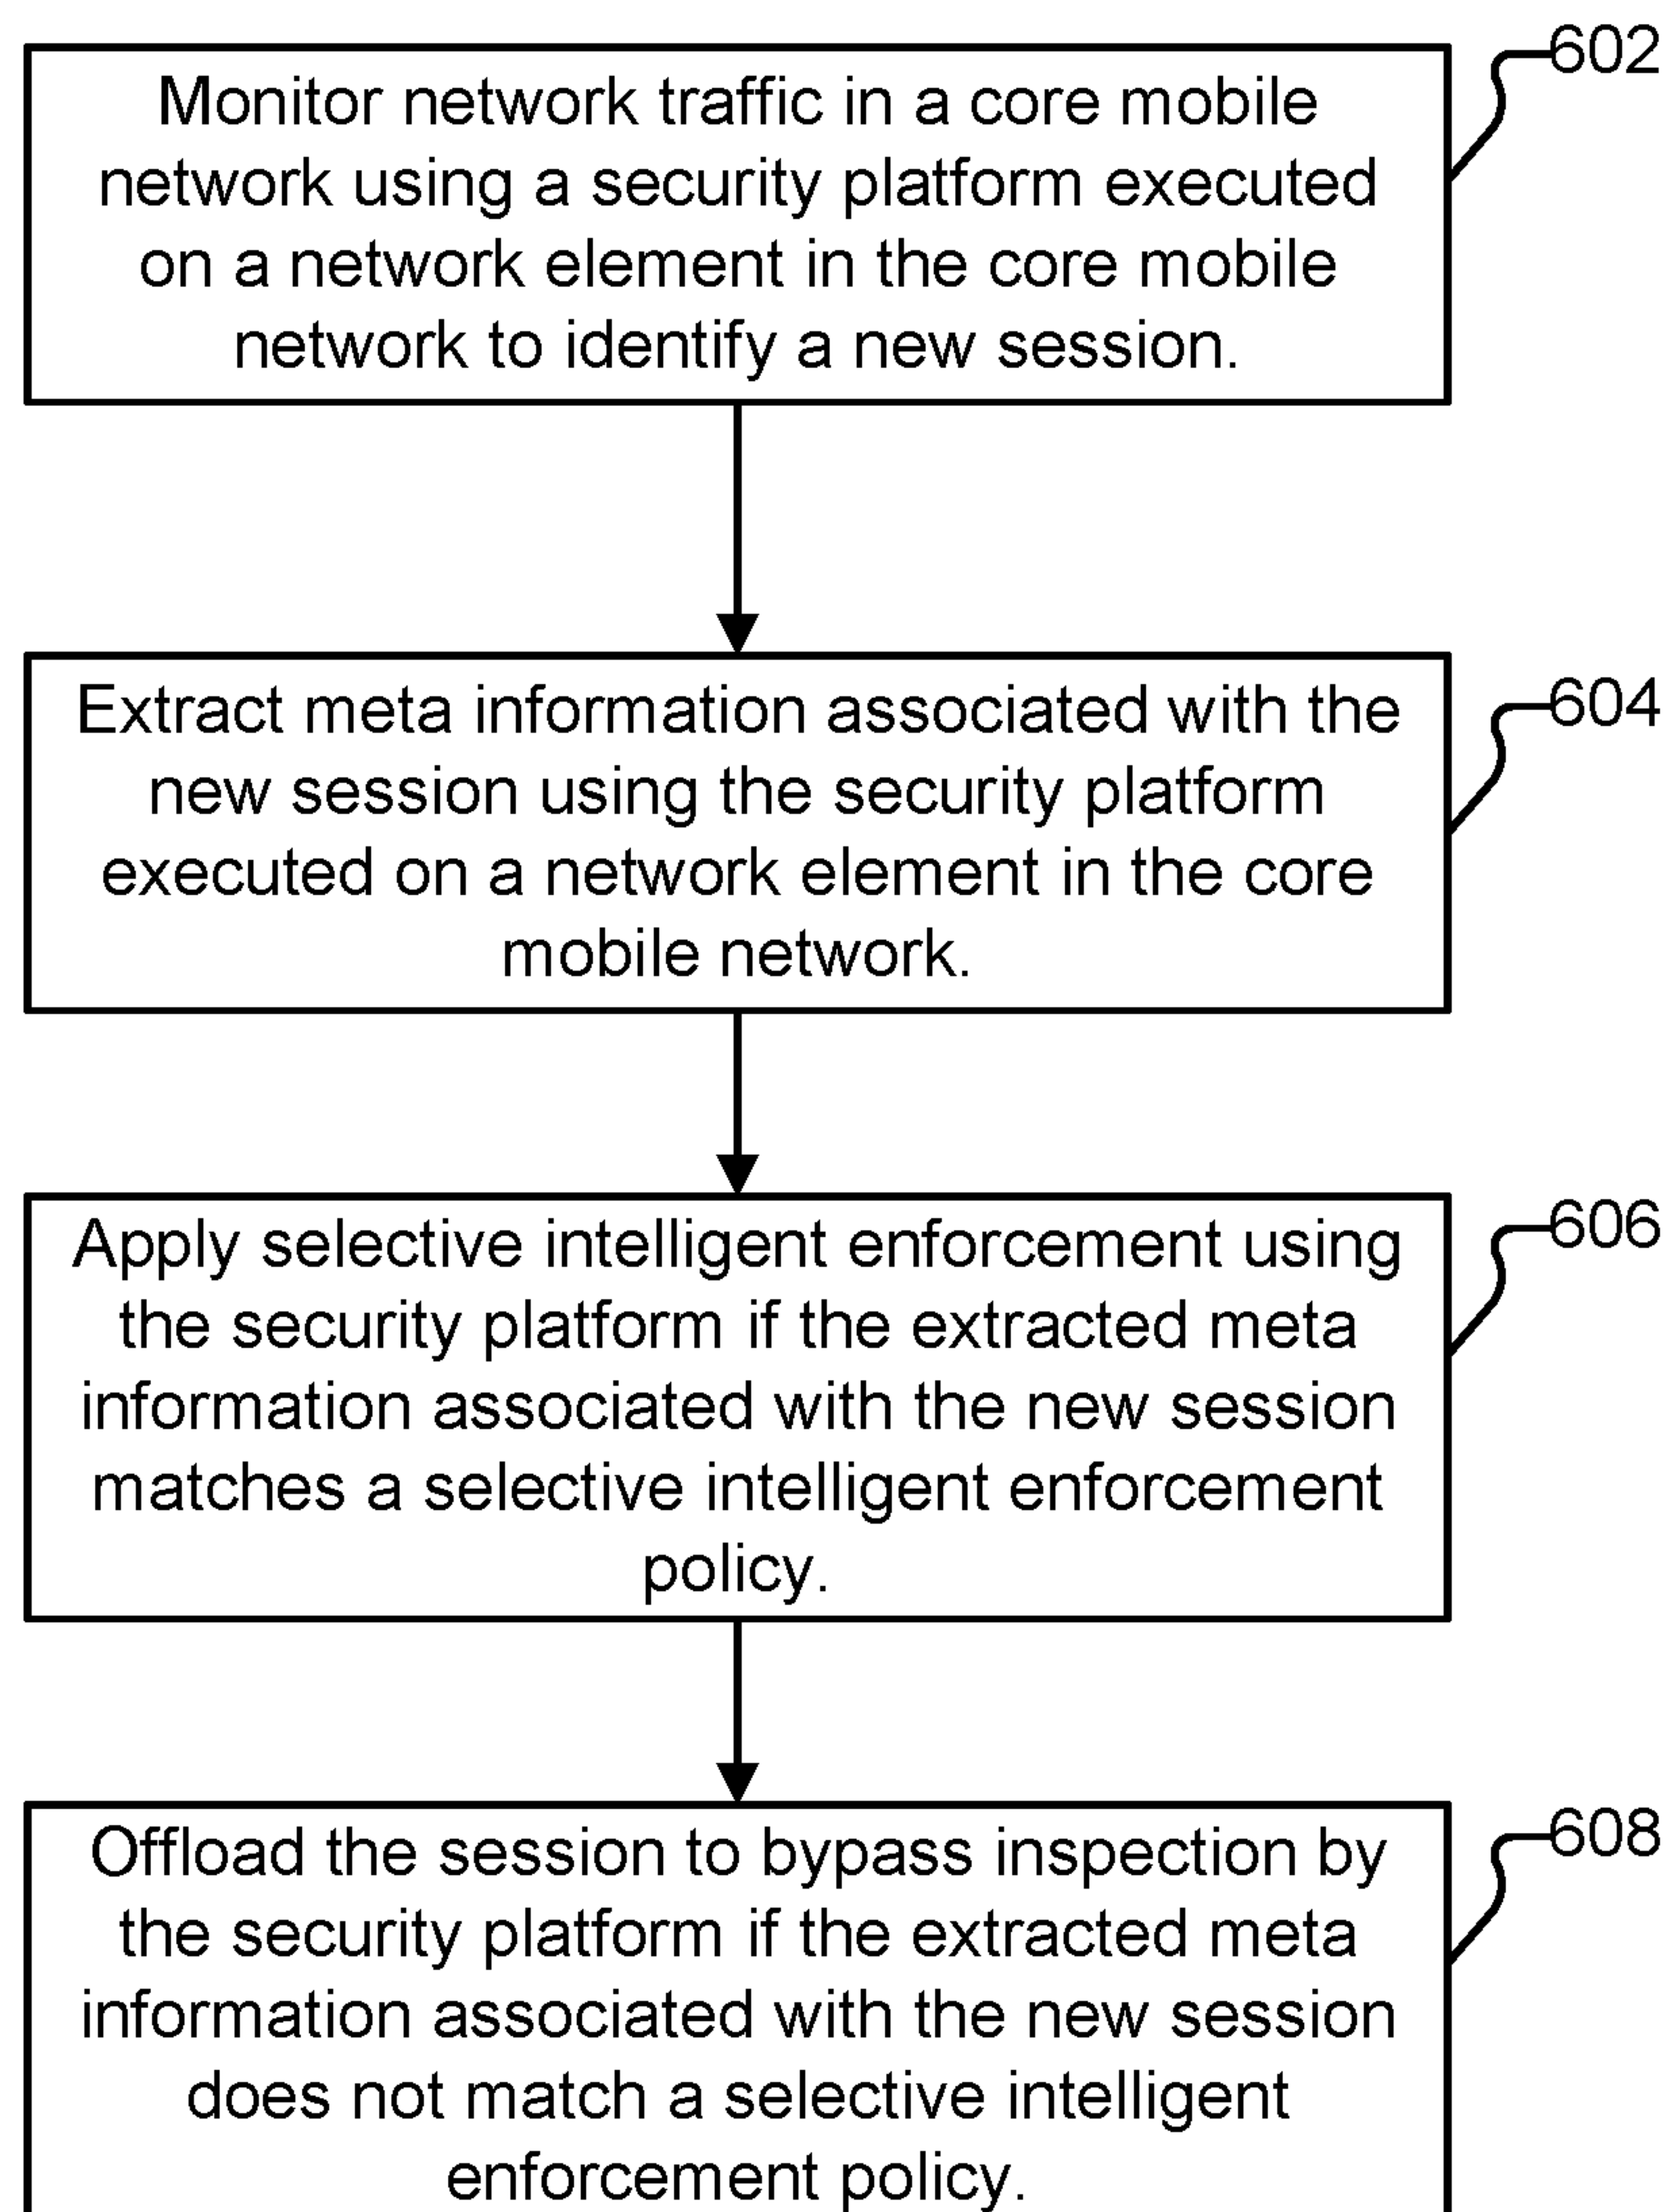 602
Monitor network traffic in a core mobile
network using a security platform executed
on a network element in the core mobile
network to identify a new session.
604
Extract meta information associated with the
new session using the security platform
executed on a network element in the core
mobile network.
606
Apply selective intelligent enforcement using
the security platform if the extracted meta
information associated with the new session
matches a selective intelligent enforcement
policy.
608
Offload the session to bypass inspection by
the security platform if the extracted meta
information associated with the new session
does not match a selective intelligent
enforcement policy.